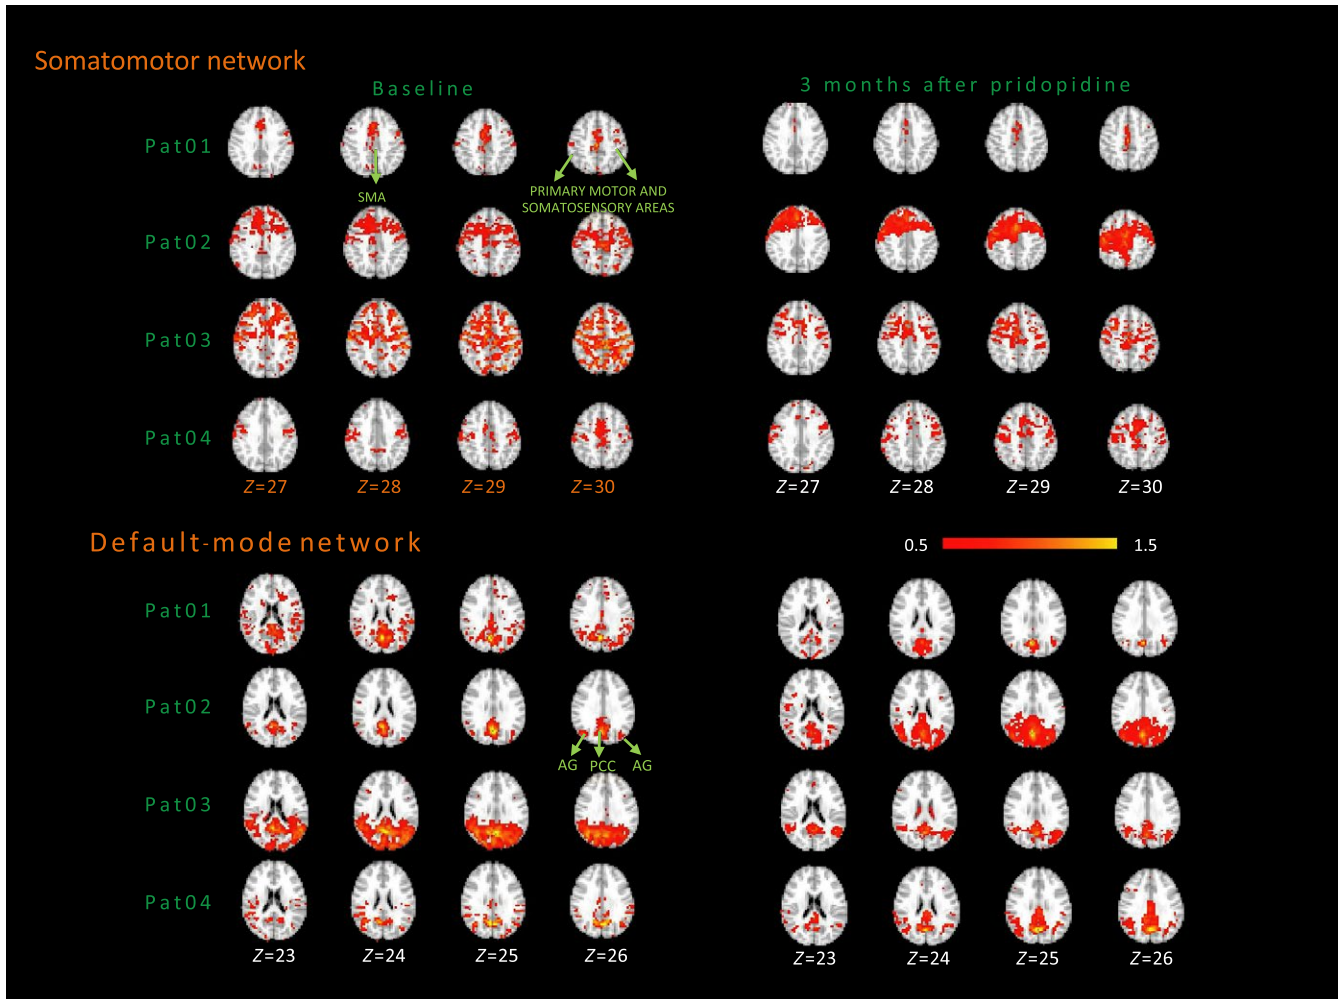 Somatomotor network
Baseline
3 months after pridopidine
Pat01
SMA
PRIMARY MOTOR AND
SOMATOSENSORY AREAS
Pat02
Pat03
Pat04
Z=27 Z=28 Z=29 Z=30 Z=27 Z=28 Z=29 Z=30
Default-mode network
0.5 1.5
Pat01
Pat02
AG PCC AG
Pat03
Pat04
Z=23 Z=24 Z=25 Z=26 Z=23 Z=24 Z=25 Z=26